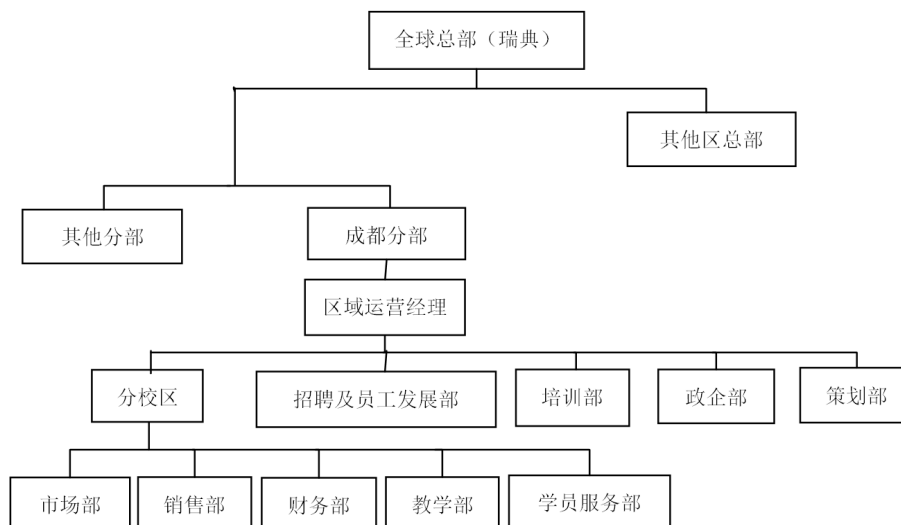 全球总部（瑞典）
其他区总部
其他分部
成都分部
区域运营经理
分校区
招聘及员工发展部
培训部
政企部
策划部
市场部
销售部
财务部
教学部
学员服务部